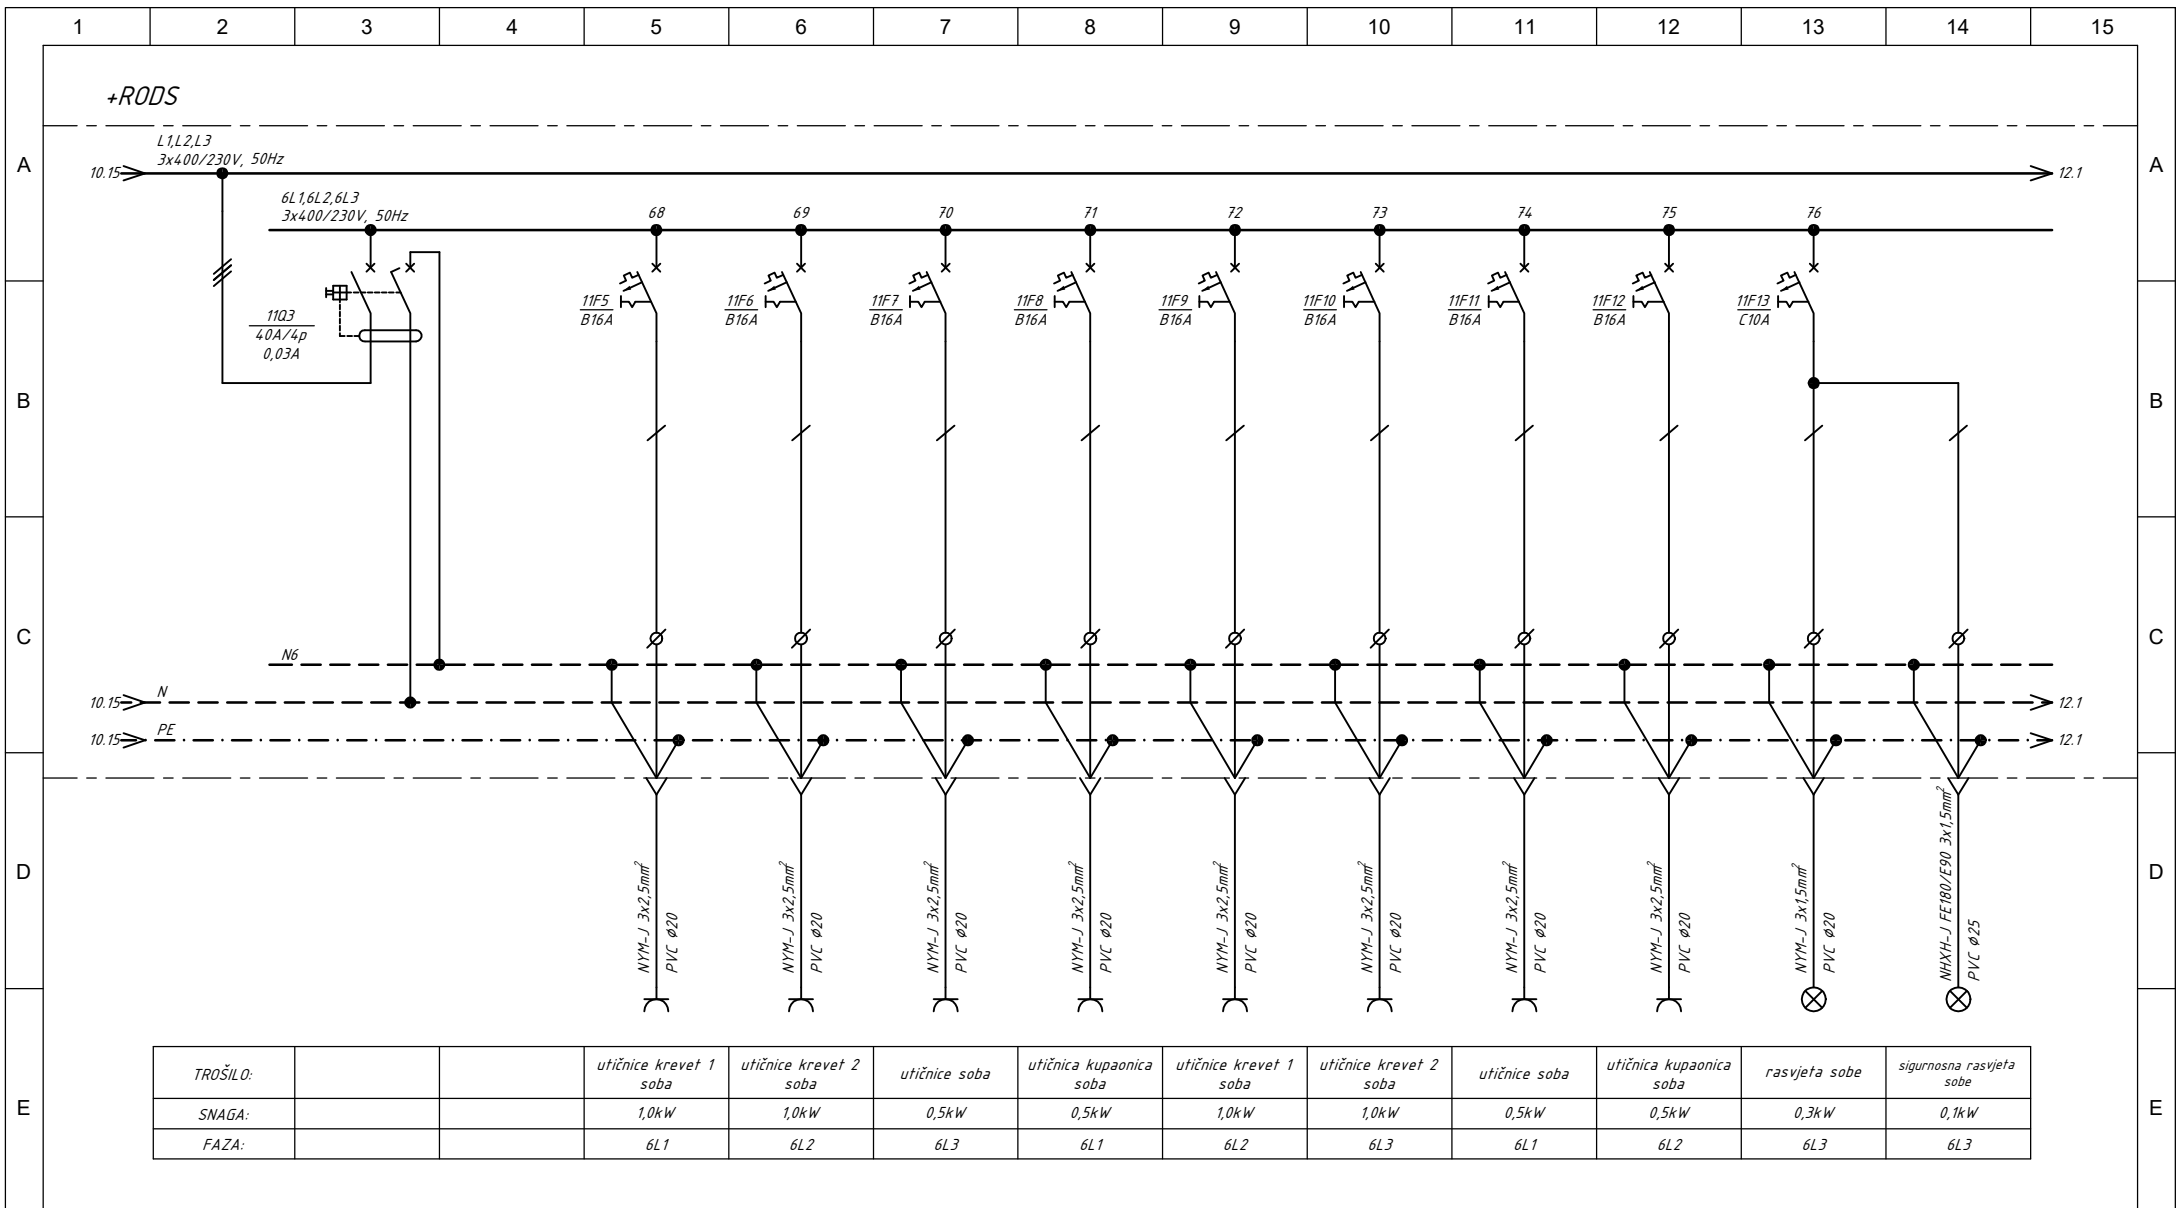 1 2 3 4 5 6 7 8 9 10 11 12 13 14 15
+RODS
A A
L1,L2,L3
3x400/230V, 50Hz
10.15 12.1
6L1,6L2,6L3
3x400/230V, 50Hz
68 69 70 71 72 73 74 75 76
11Q3
40A/4p
0,03A
11F5
B16A
11F6
B16A
11F7
B16A
11F8
B16A
11F9
B16A
11F10
B16A
11F11
B16A
11F12
B16A
11F13
C10A
B B
C C
N6
10.15 N 12.1
10.15 PE 12.1
D D
NYM-J 3x2,5mm²
PVC ø20
NYM-J 3x2,5mm²
PVC ø20
NYM-J 3x2,5mm²
PVC ø20
NYM-J 3x2,5mm²
PVC ø20
NYM-J 3x2,5mm²
PVC ø20
NYM-J 3x2,5mm²
PVC ø20
NYM-J 3x2,5mm²
PVC ø20
NYM-J 3x2,5mm²
PVC ø20
NYM-J 3x1,5mm²
PVC ø20
NHXH-J FE180/E90 3x1,5mm²
PVC ø25
E E
TROŠILO:
utičnice krevet 1
soba
utičnice krevet 2
soba
utičnice soba
utičnica kupaonica
soba
utičnice krevet 1
soba
utičnice krevet 2
soba
utičnice soba
utičnica kupaonica
soba
rasvjeta sobe
sigurnosna rasvjeta
sobe
SNAGA: 1,0kW 1,0kW 0,5kW 0,5kW 1,0kW 1,0kW 0,5kW 0,5kW 0,3kW 0,1kW
FAZA: 6L1 6L2 6L3 6L1 6L2 6L3 6L1 6L2 6L3 6L3